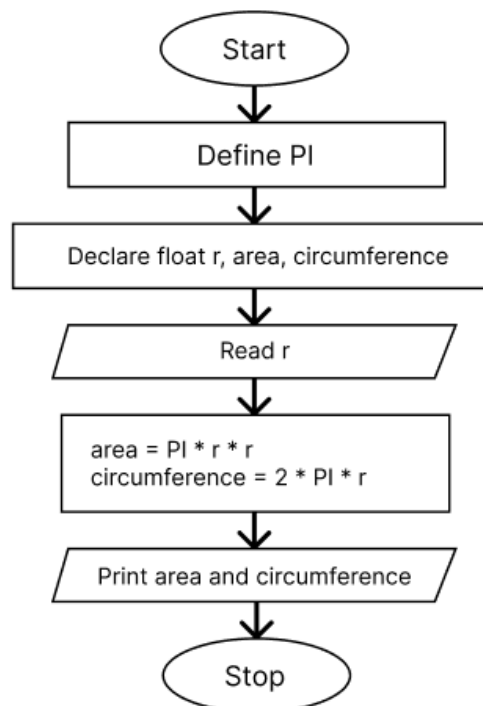 Start
Define PI
Declare float r, area, circumference
Read r
area = PI * r * r
circumference = 2 * PI * r
Print area and circumference
Stop